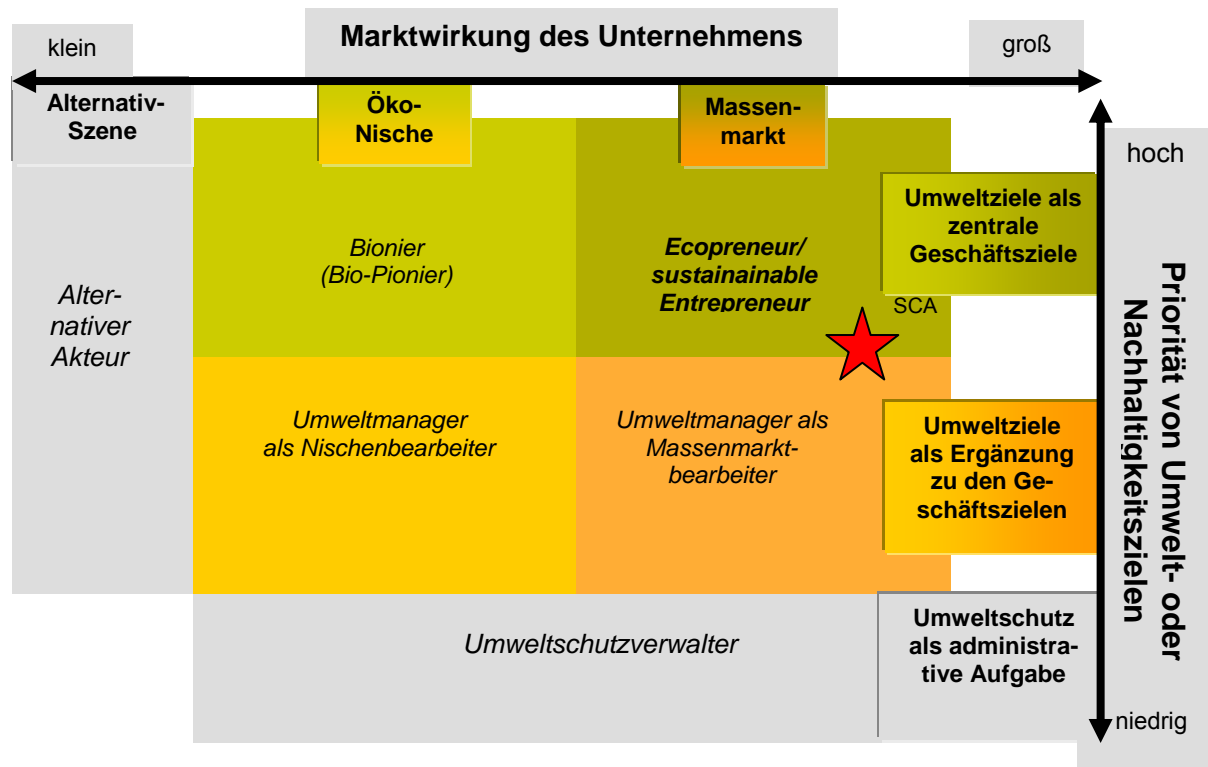 klein
Marktwirkung des Unternehmens
groß
Alternativ-
Szene
Öko-
Nische
Massen-
markt
hoch
Umweltziele als
zentrale
Geschäftsziele
Bionier
(Bio-Pionier)
Ecopreneur/
sustainainable
Entrepreneur
SCA
Alter-
nativer
Akteur
Priorität von Umwelt- oder
Nachhaltigkeitszielen
Umweltmanager
als Nischenbearbeiter
Umweltmanager als
Massenmarkt-
bearbeiter
Umweltziele
als Ergänzung
zu den Ge-
schäftszielen
Umweltschutzverwalter
Umweltschutz
als administra-
tive Aufgabe
niedrig